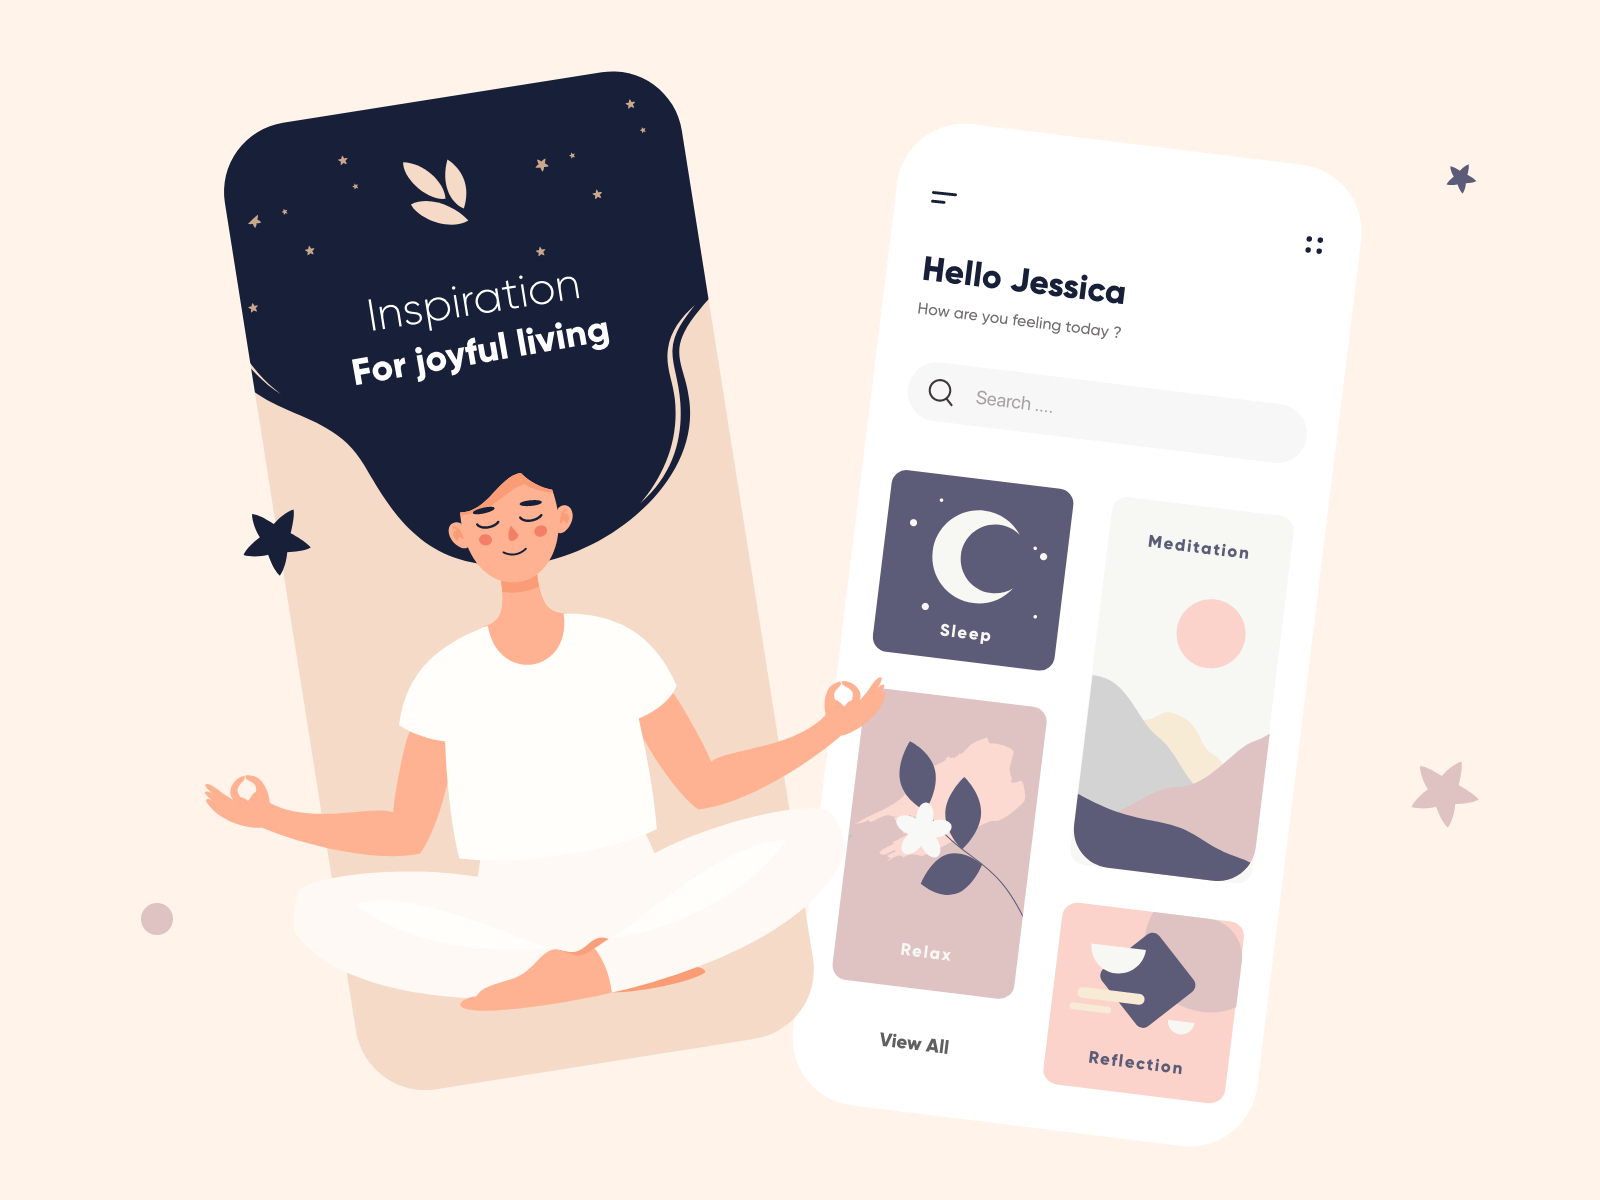 Inspiration
For joyful living
Hello Jessica
How are you feeling today ?
Search ....
Sleep
Meditation
Relax
Reflection
View All